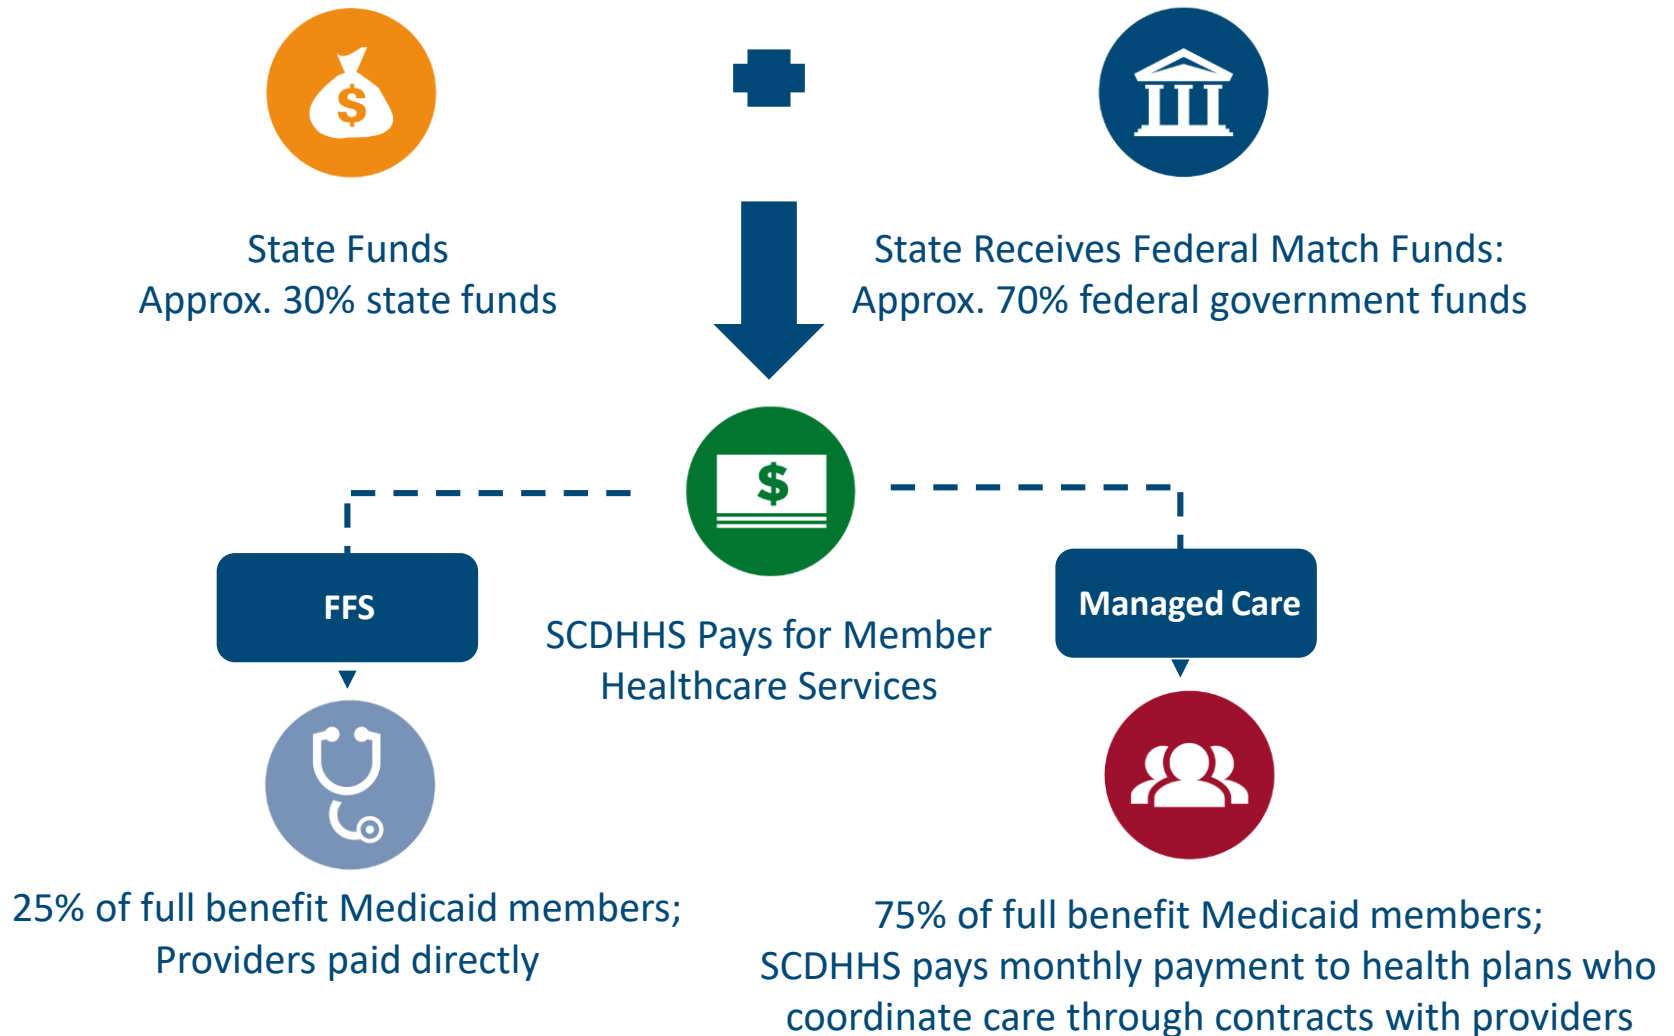 $
State Funds
Approx. 30% state funds
State Receives Federal Match Funds:
Approx. 70% federal government funds
$
FFS
SCDHHS Pays for Member
Healthcare Services
Managed Care
25% of full benefit Medicaid members;
Providers paid directly
75% of full benefit Medicaid members;
SCDHHS pays monthly payment to health plans who
coordinate care through contracts with providers